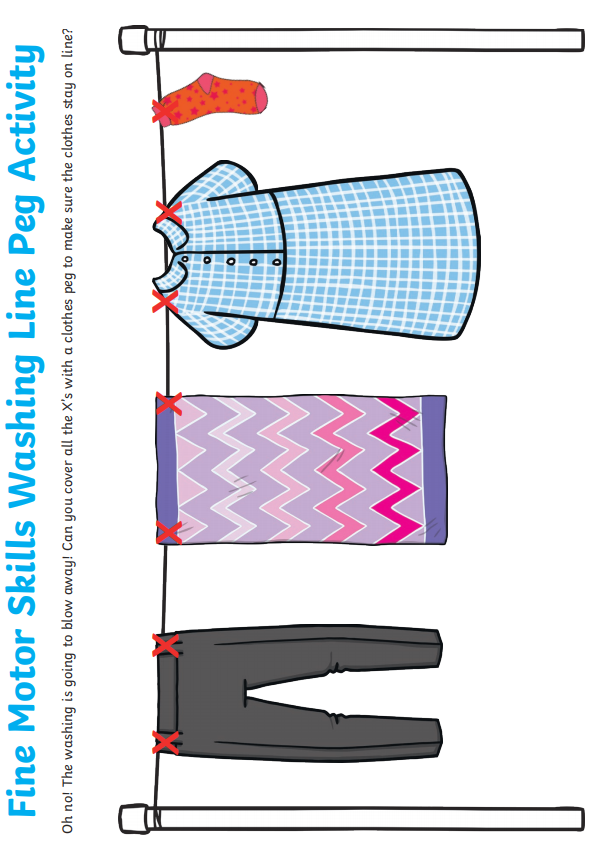 Fine Motor Skills Washing Line Peg Activity
Oh no! The washing is going to blow away! Can you cover all the X's with a clothes peg to make sure the clothes stay on line?